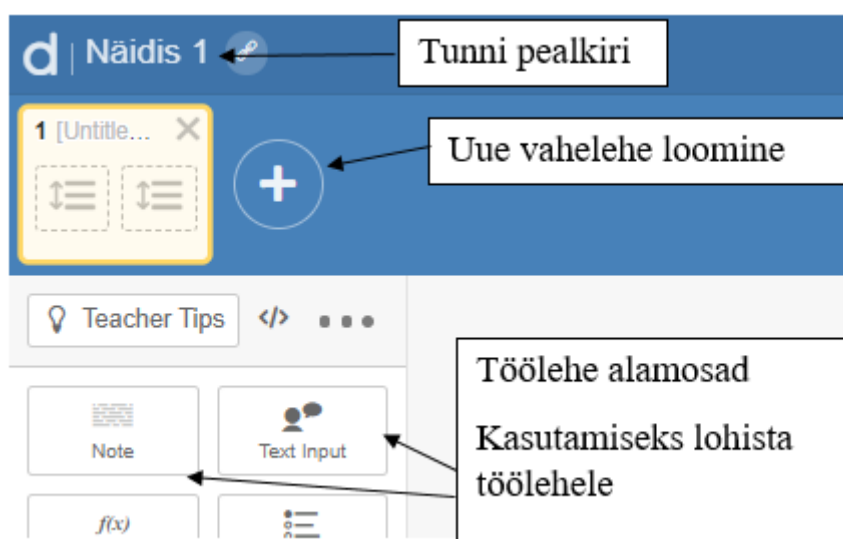 d | Näidis 1
Tunni pealkiri
1 [Untitle...
Uue vahelehe loomine
Teacher Tips </>
Töölehe alamosad
Kasutamiseks lohista
töölehele
Note
Text Input
f(x)